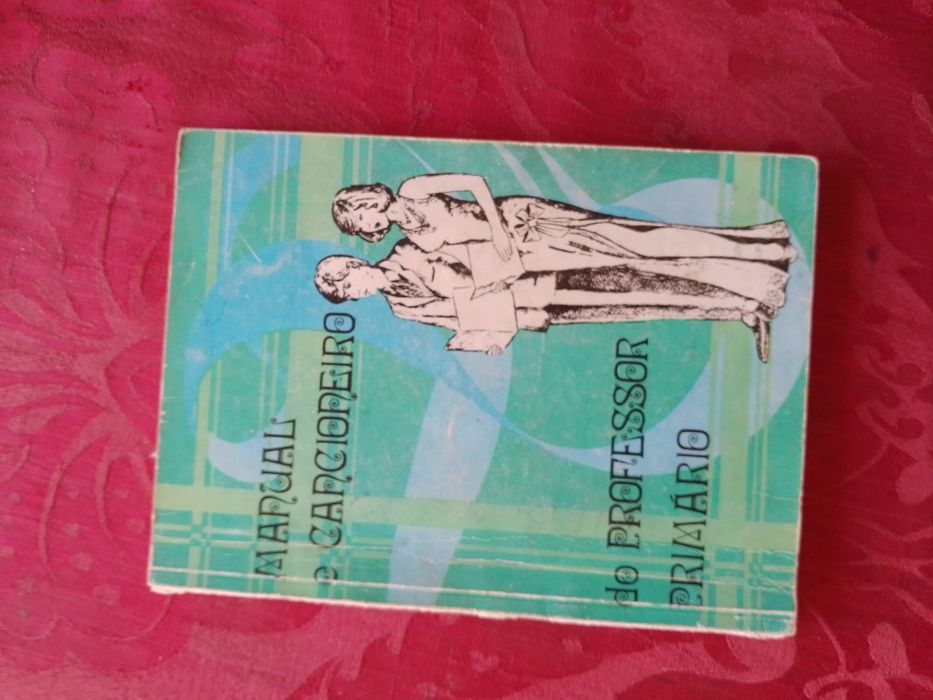 MANUAL
e CANCIONEIRO
do PROFESSOR
PRIMÁRIO